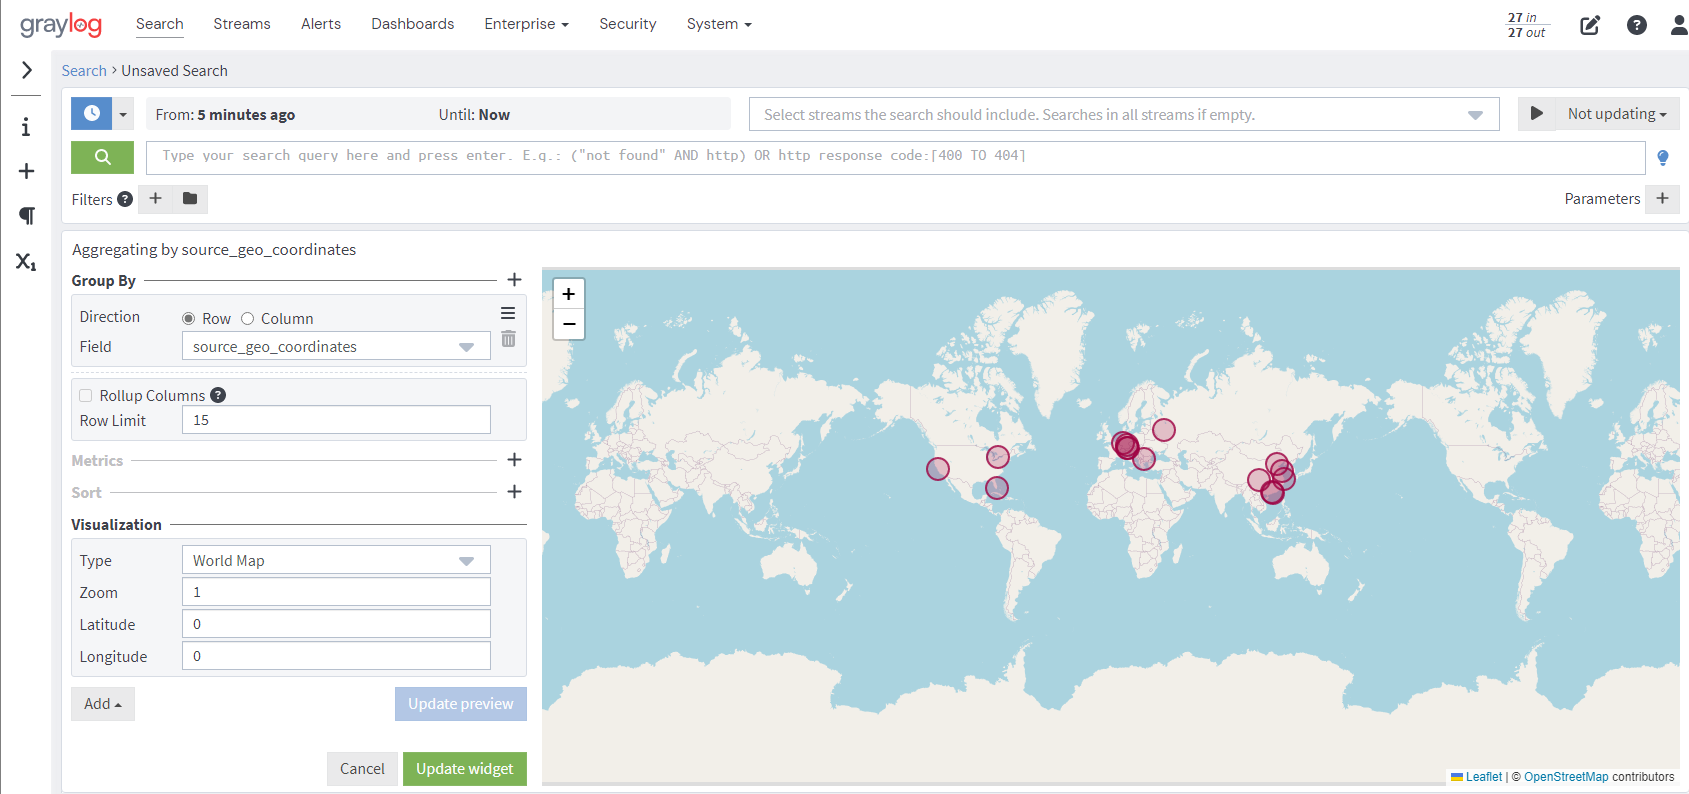 graylog Search Streams Alerts Dashboards Enterprise Security System 27 in
27 out
Search > Unsaved Search
From: 5 minutes ago Until: Now Select streams the search should include. Searches in all streams if empty. Not updating
Type your search query here and press enter. E.g.: ("not found" AND http) OR http response code:[400 TO 404]
Filters ? + Parameters +
Aggregating by source_geo_coordinates
Group By +
Direction Row Column
Field source_geo_coordinates
Rollup Columns ?
Row Limit 15
Metrics +
Sort +
Visualization
Type World Map
Zoom 1
Latitude 0
Longitude 0
Add Update preview
Cancel Update widget
+
−
Leaflet | © OpenStreetMap contributors